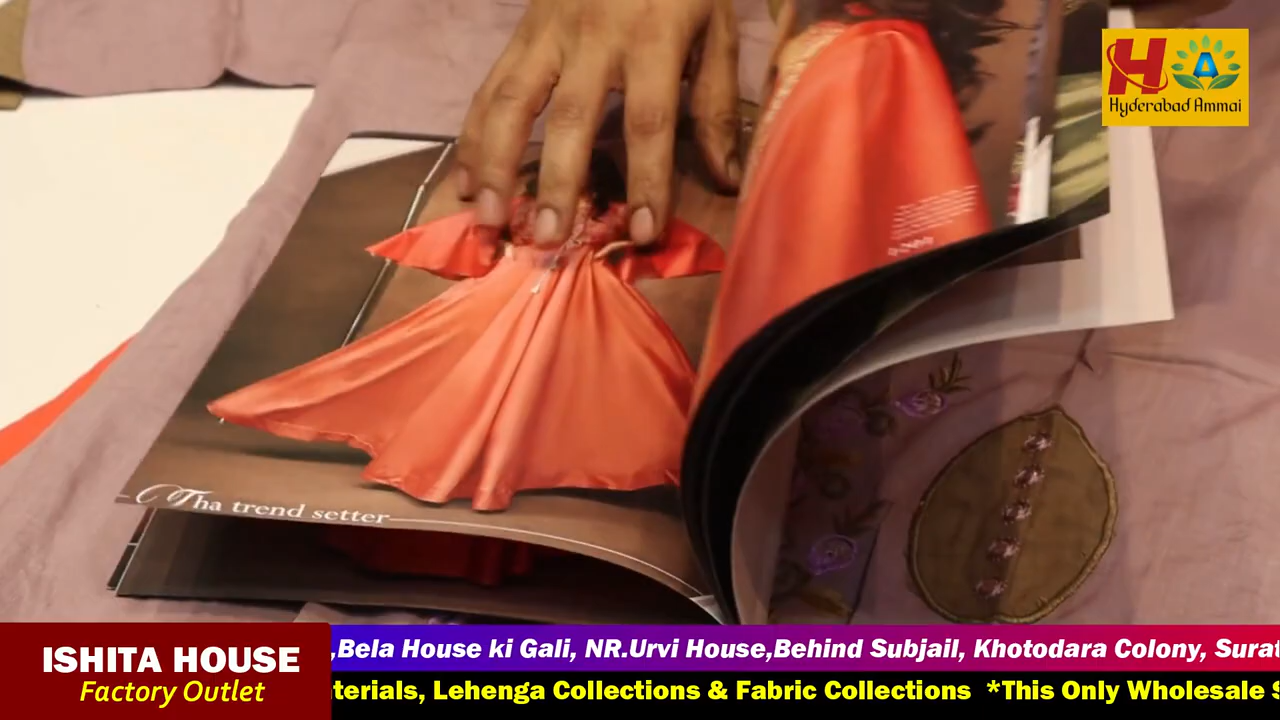 Hyderabad Ammai
Tha trend setter
ISHITA HOUSE
Factory Outlet
,Bela House ki Gali, NR.Urvi House,Behind Subjail, Khotodara Colony, Surat
terials, Lehenga Collections & Fabric Collections *This Only Wholesale S